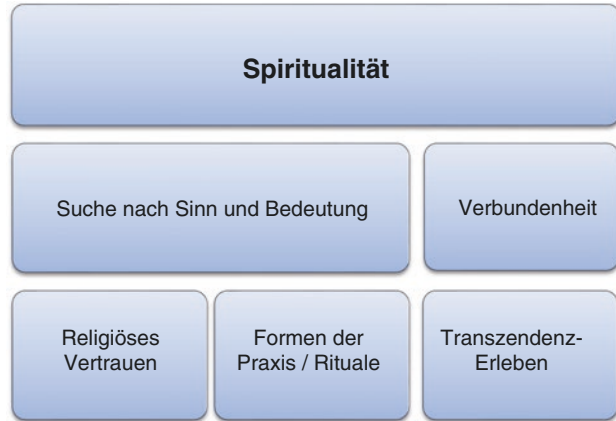 Spiritualität
Suche nach Sinn und Bedeutung
Verbundenheit
Religiöses
Vertrauen
Formen der
Praxis / Rituale
Transzendenz-
Erleben